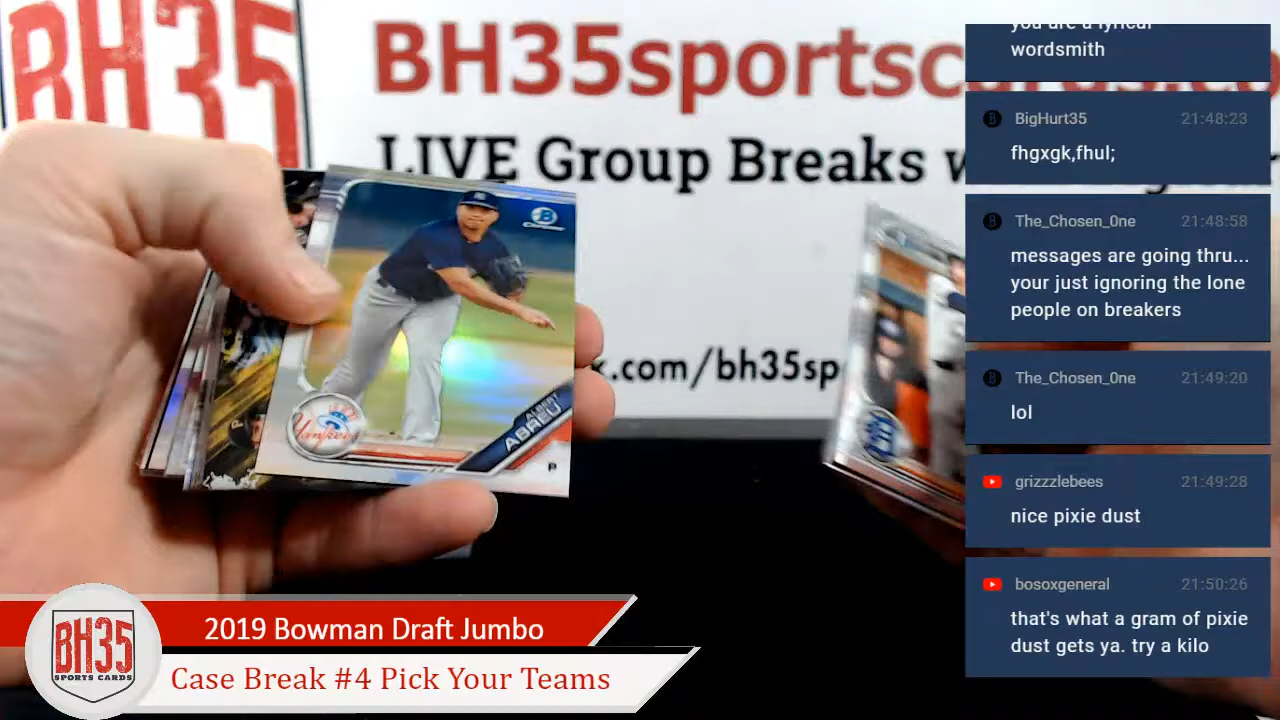 BH35
BH35sportsc
LIVE Group Breaks w
k.com/bh35sp
B
Chrome
Yankees
ALBERT
ABREU
P
you are a lyrical
wordsmith
BigHurt35 21:48:23
fhgxgk,fhul;
The_Chosen_0ne 21:48:58
messages are going thru...
your just ignoring the lone
people on breakers
The_Chosen_0ne 21:49:20
lol
grizzzlebees 21:49:28
nice pixie dust
bosoxgeneral 21:50:26
that's what a gram of pixie
dust gets ya. try a kilo
BH35
SPORTS CARDS
2019 Bowman Draft Jumbo
Case Break #4 Pick Your Teams